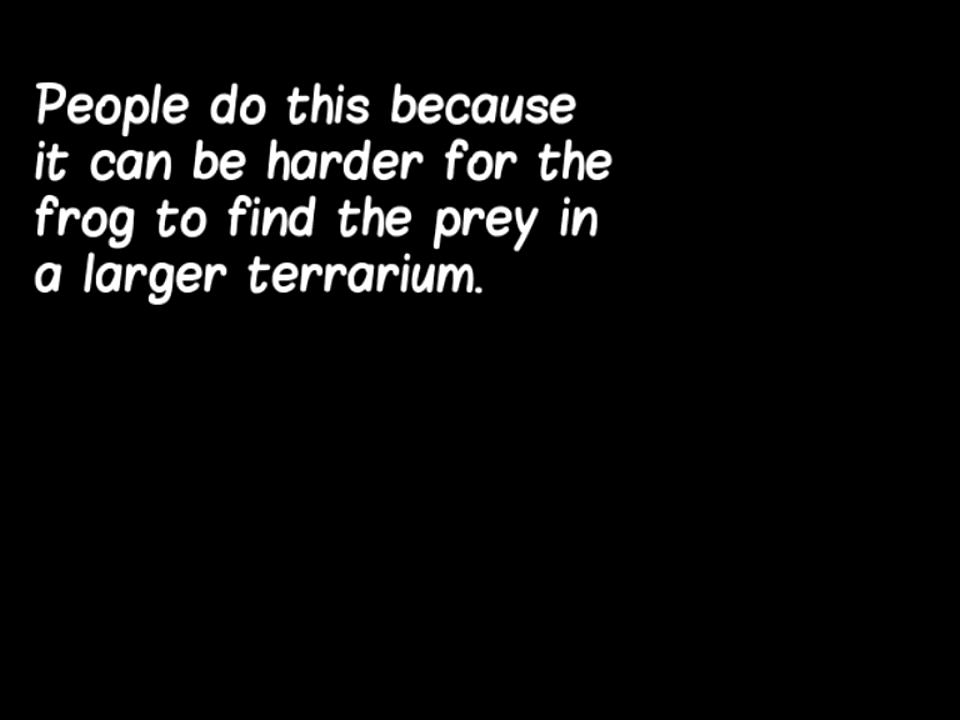 People do this because
it can be harder for the
frog to find the prey in
a larger terrarium.